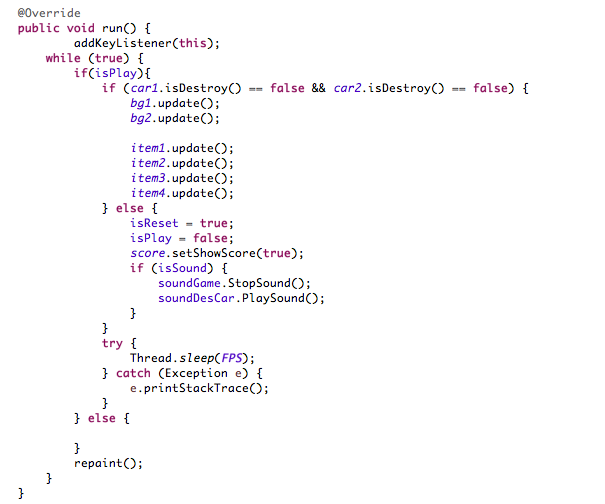 @Override
public void run() {
        addKeyListener(this);
    while (true) {
        if(isPlay){
            if (car1.isDestroy() == false && car2.isDestroy() == false) {
                bg1.update();
                bg2.update();

                item1.update();
                item2.update();
                item3.update();
                item4.update();
            } else {
                isReset = true;
                isPlay = false;
                score.setShowScore(true);
                if (isSound) {
                    soundGame.StopSound();
                    soundDesCar.PlaySound();
                }
            }
            try {
                Thread.sleep(FPS);
            } catch (Exception e) {
                e.printStackTrace();
            }
        } else {

        }
        repaint();
    }
}